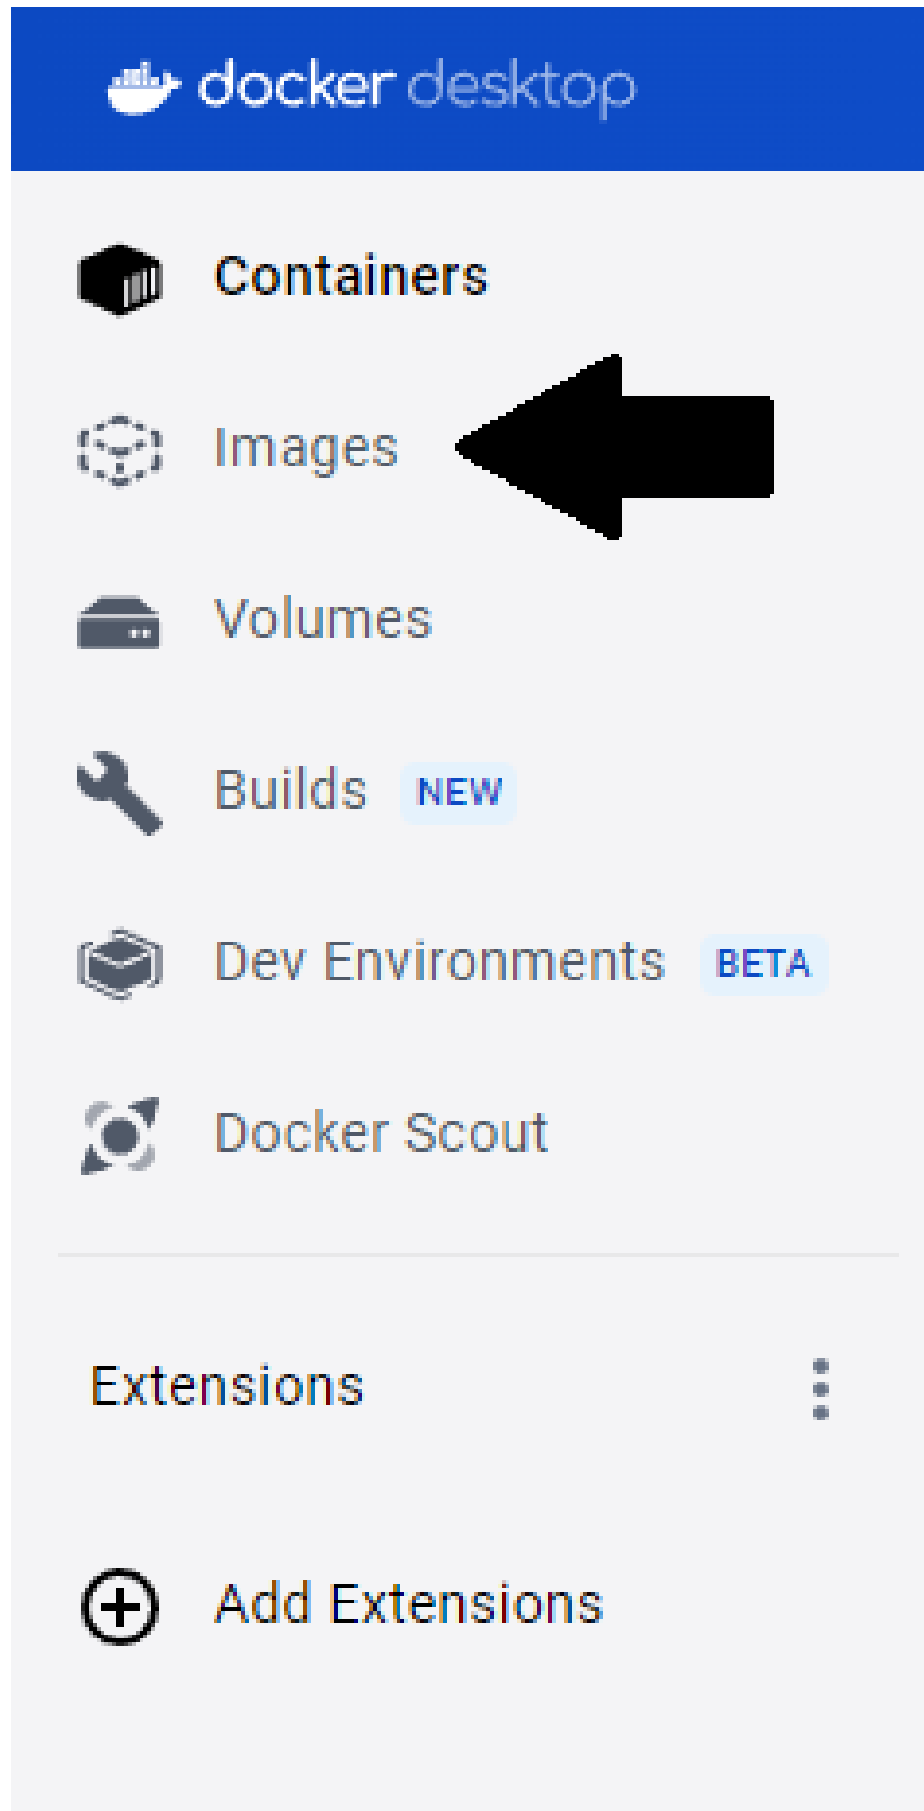 docker desktop
Containers
Images
Volumes
Builds NEW
Dev Environments BETA
Docker Scout
Extensions
Add Extensions